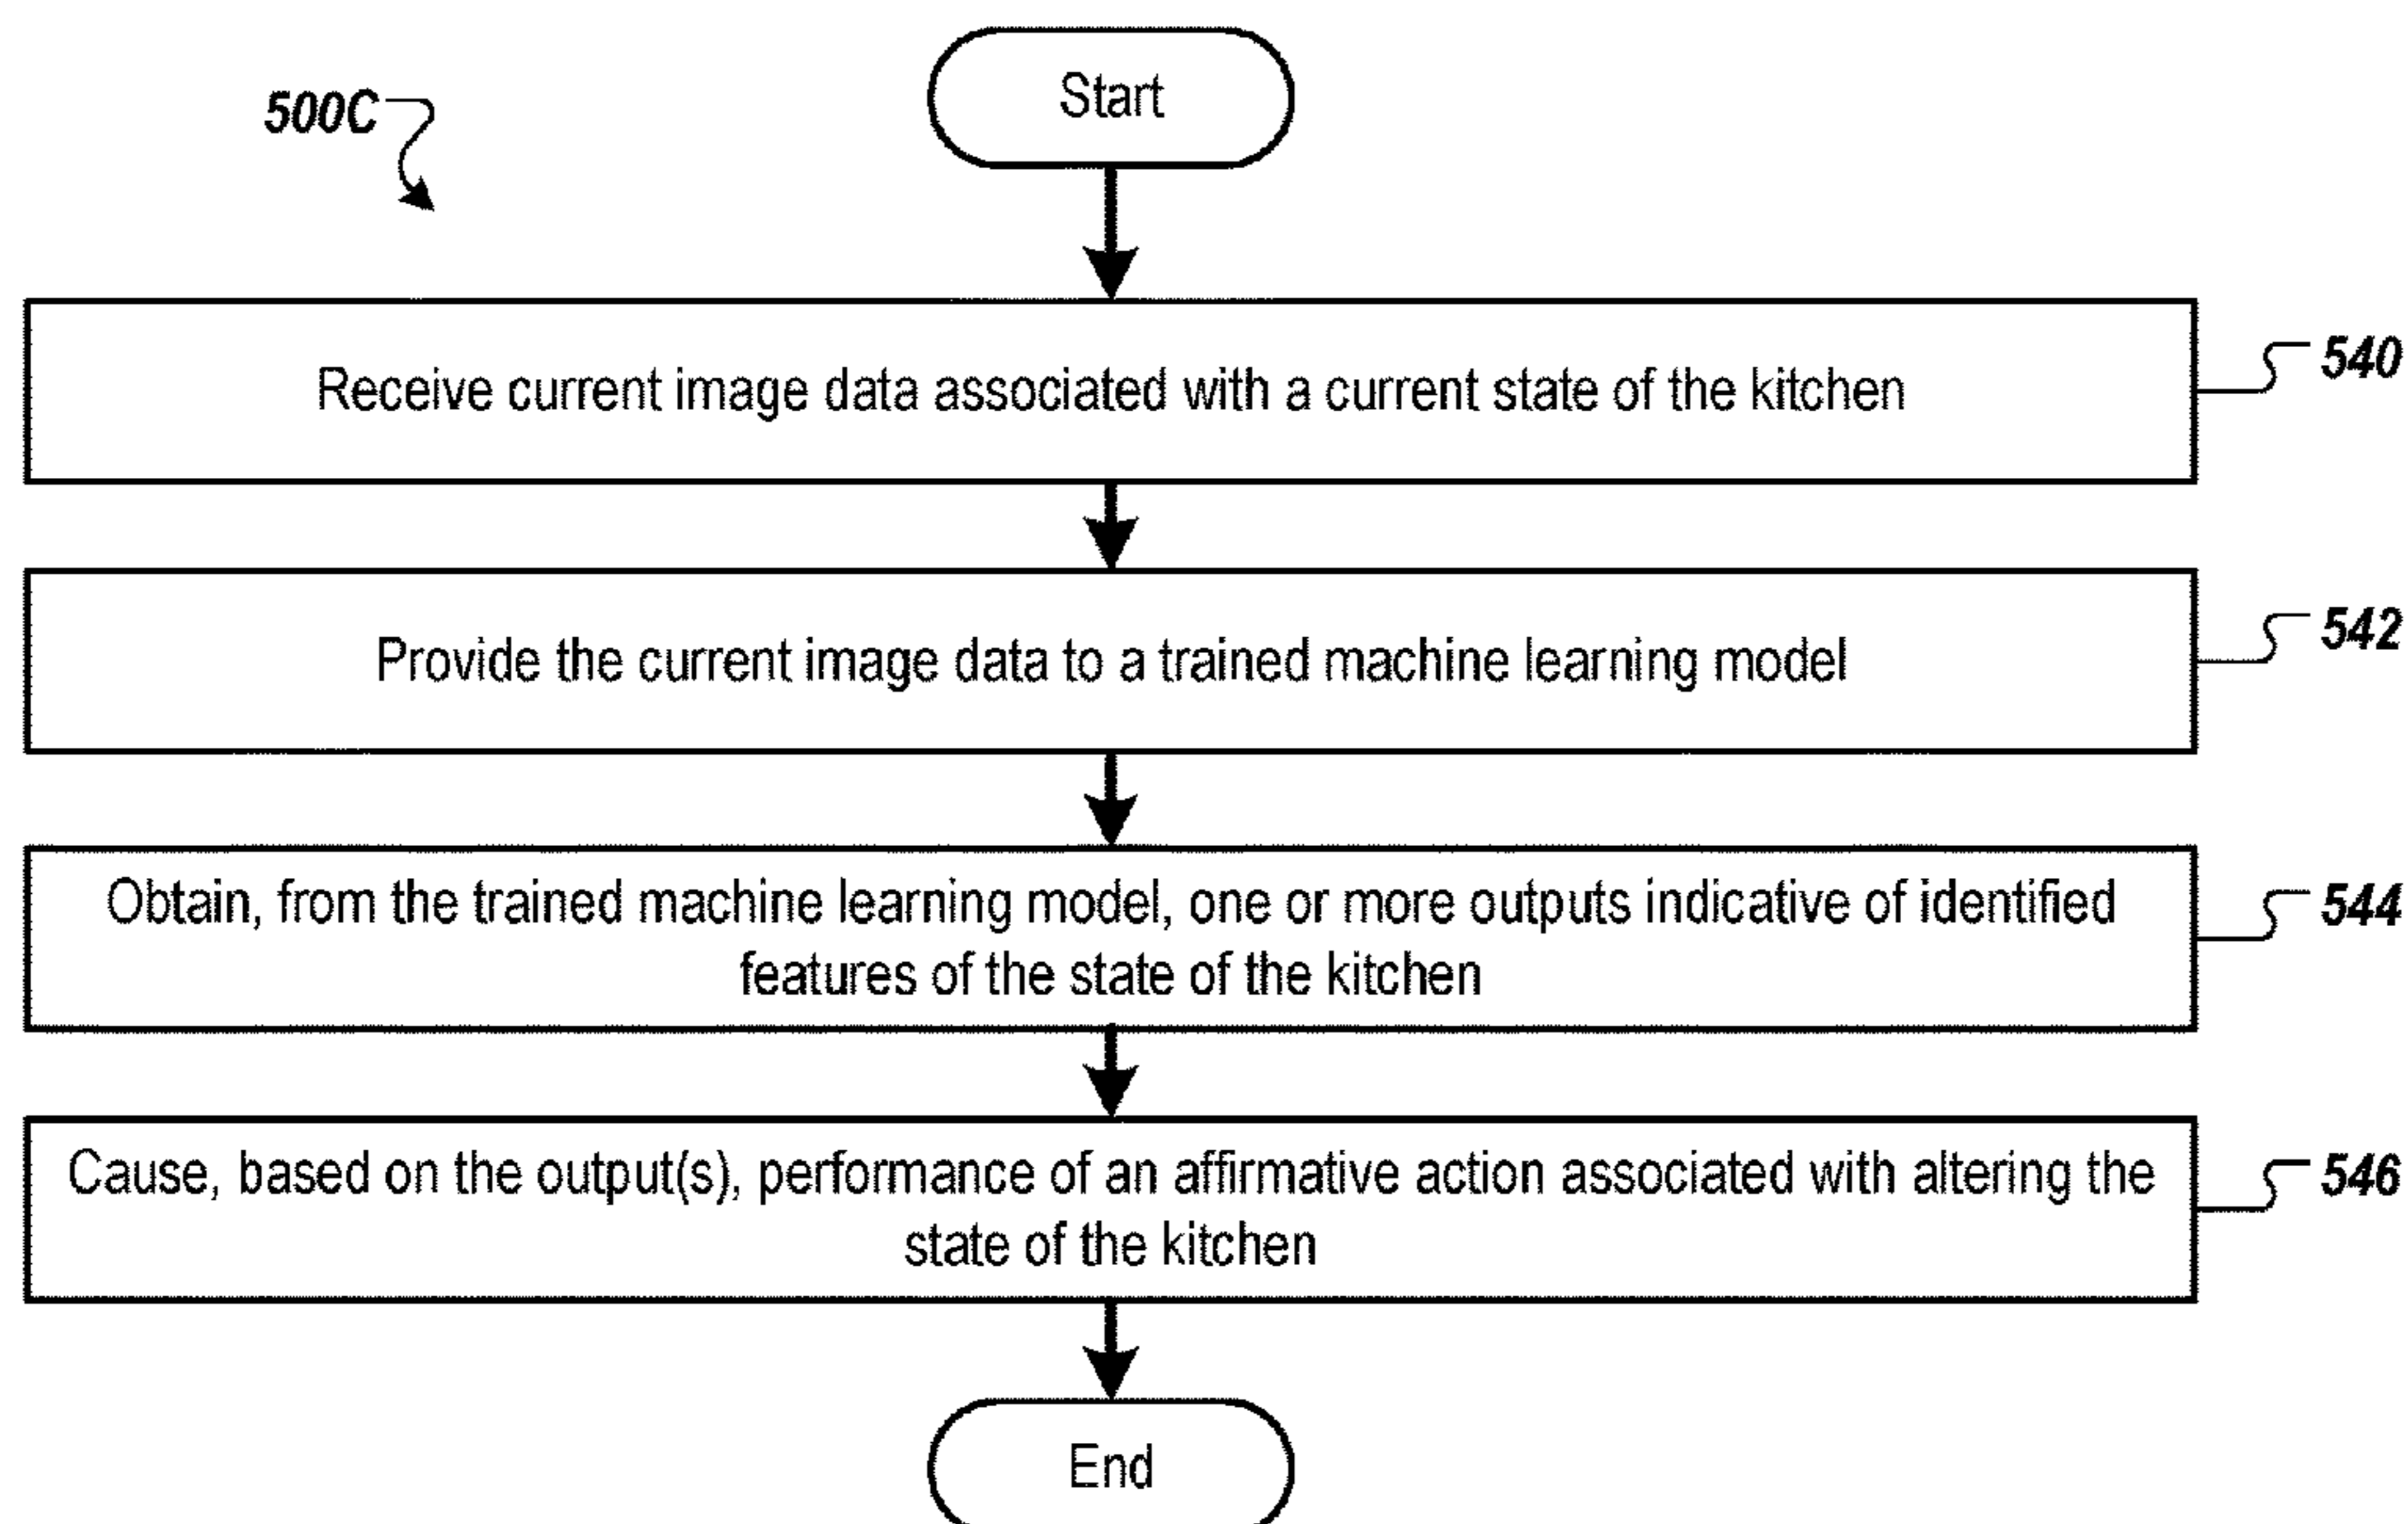 500C
Start
Receive current image data associated with a current state of the kitchen
540
Provide the current image data to a trained machine learning model
542
Obtain, from the trained machine learning model, one or more outputs indicative of identified
features of the state of the kitchen
544
Cause, based on the output(s), performance of an affirmative action associated with altering the
state of the kitchen
546
End